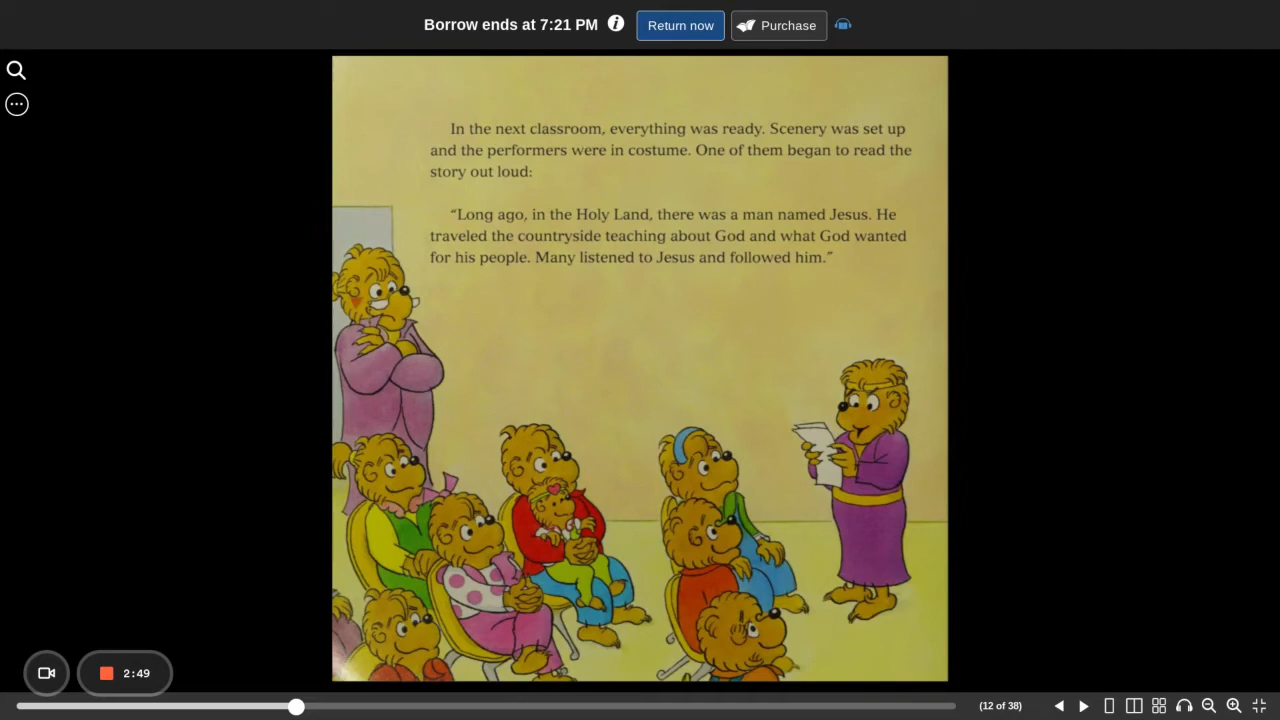 Borrow ends at 7:21 PM
Return now
Purchase
In the next classroom, everything was ready. Scenery was set up
and the performers were in costume. One of them began to read the
story out loud:
“Long ago, in the Holy Land, there was a man named Jesus. He
traveled the countryside teaching about God and what God wanted
for his people. Many listened to Jesus and followed him.”
2:49
(12 of 38)